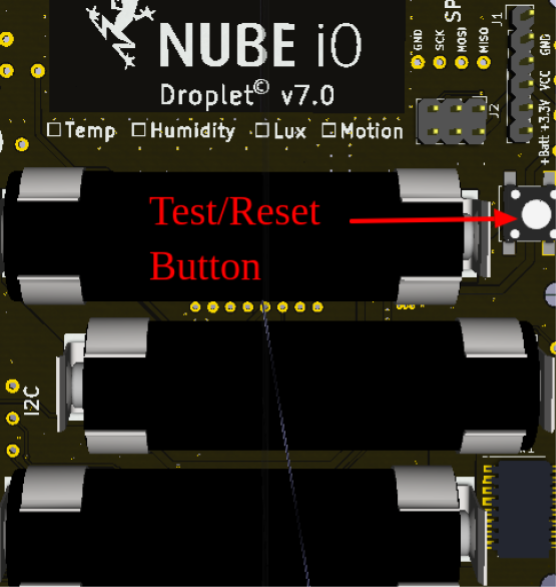 NUBE iO
Droplet© v7.0
Temp Humidity Lux Motion
SP
GND
SCK
MOSI
MISO
J1
GND
VCC
+3.3V
+Batt
J2
Test/Reset
Button
I2C